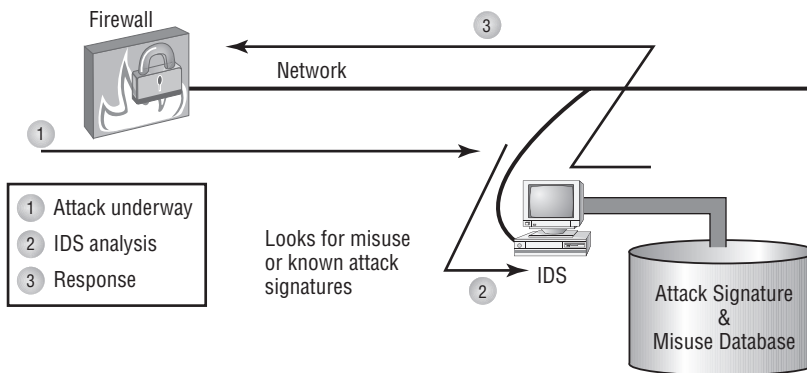 Firewall
3
Network
1
1 Attack underway
2 IDS analysis
3 Response
Looks for misuse
or known attack
signatures
2
IDS
Attack Signature
&
Misuse Database